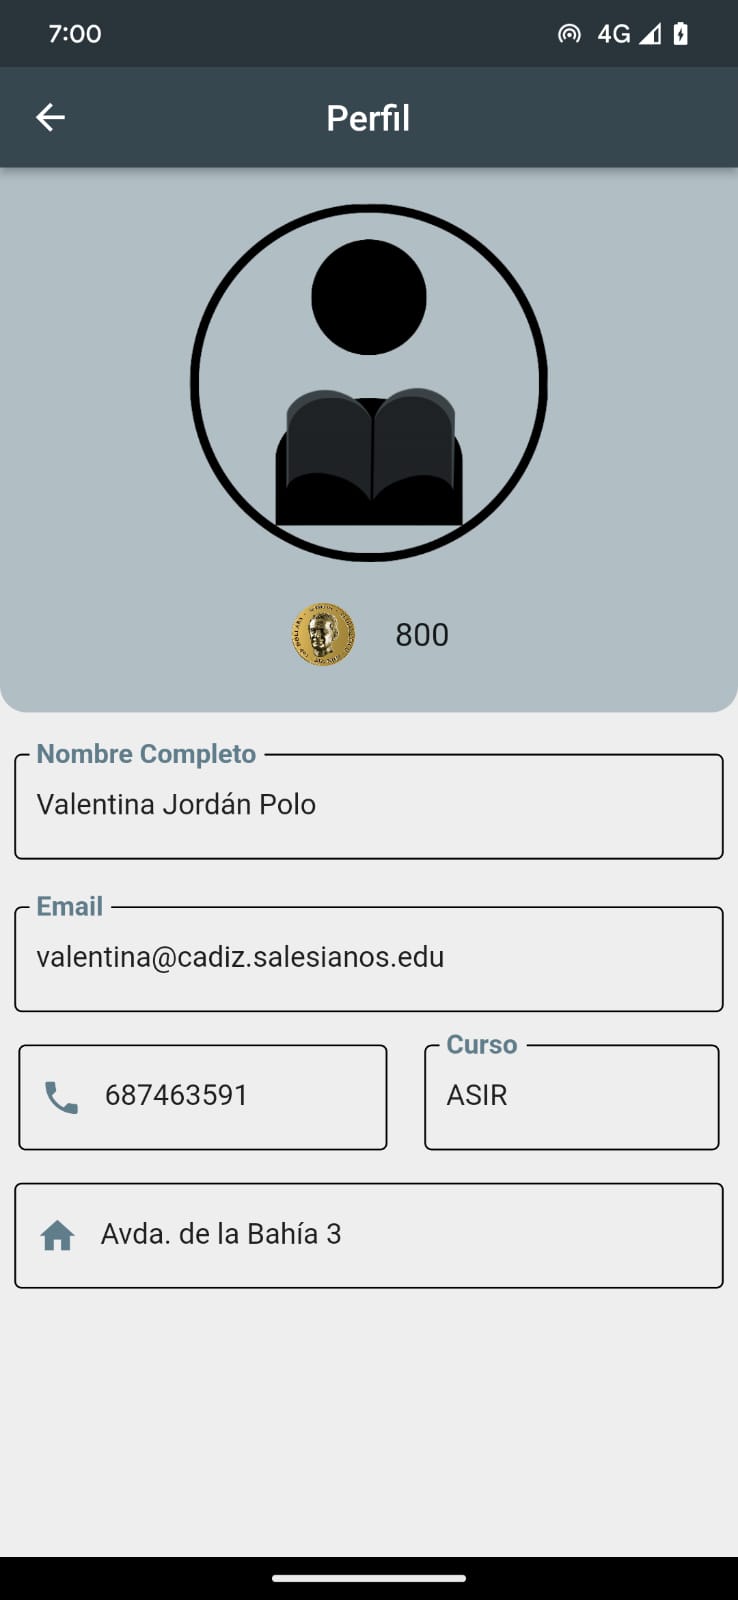 7:00
4G
Perfil
800
Nombre Completo
Valentina Jordán Polo
Email
valentina@cadiz.salesianos.edu
Curso
687463591
ASIR
Avda. de la Bahía 3